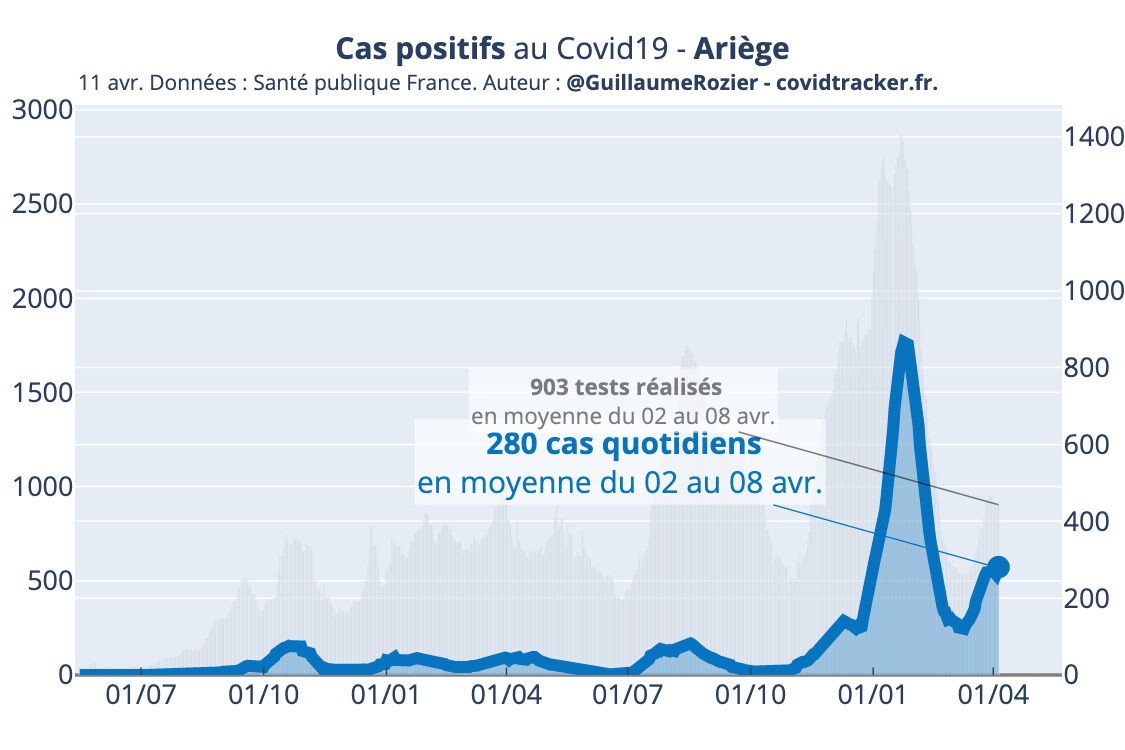 Cas positifs au Covid19 - Ariège
11 avr. Données : Santé publique France. Auteur : @GuillaumeRozier - covidtracker.fr.
3000
2500
2000
1500
1000
500
0
1400
1200
1000
800
600
400
200
0
903 tests réalisés
en moyenne du 02 au 08 avr.
280 cas quotidiens
en moyenne du 02 au 08 avr.
01/07 01/10 01/01 01/04 01/07 01/10 01/01 01/04